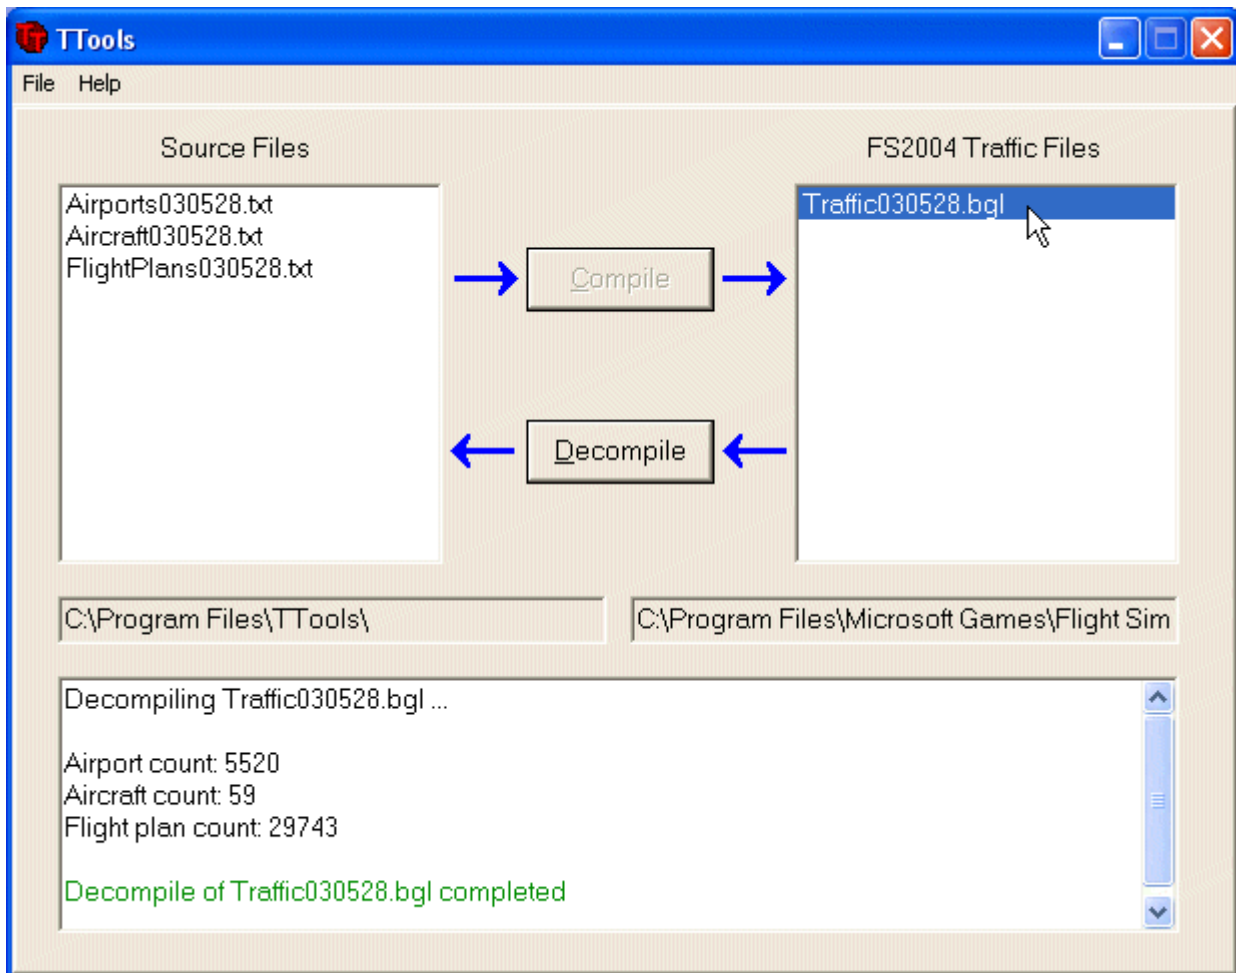 TTools
File Help
Source Files
FS2004 Traffic Files
Airports030528.txt
Aircraft030528.txt
FlightPlans030528.txt
Traffic030528.bgl
Compile
Decompile
C:\Program Files\TTools\
C:\Program Files\Microsoft Games\Flight Sim
Decompiling Traffic030528.bgl ...
Airport count: 5520
Aircraft count: 59
Flight plan count: 29743
Decompile of Traffic030528.bgl completed